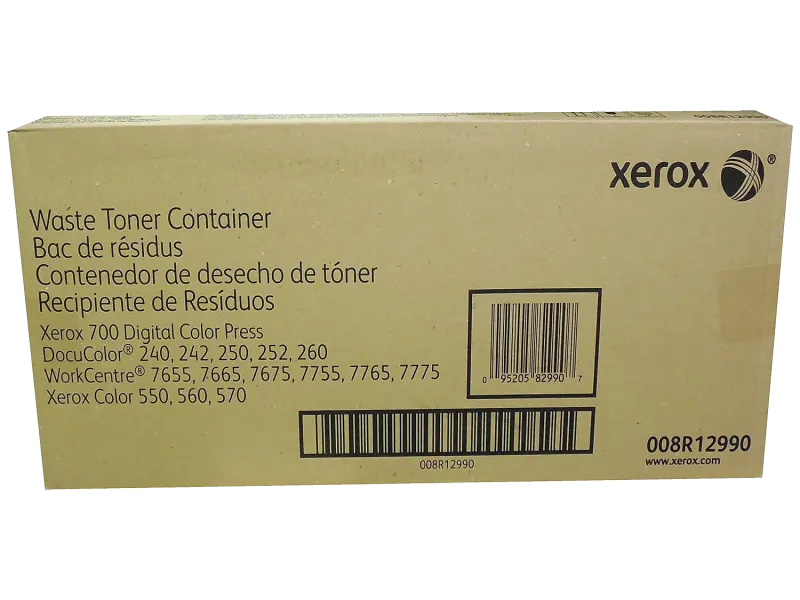 008R12990
xerox ®
Waste Toner Container
Bac de résidus
Contenedor de desecho de tóner
Recipiente de Resíduos
Xerox 700 Digital Color Press
DocuColor® 240, 242, 250, 252, 260
WorkCentre® 7655, 7665, 7675, 7755, 7765, 7775
Xerox Color 550, 560, 570
0 95205 82990 7
008R12990
008R12990
www.xerox.com